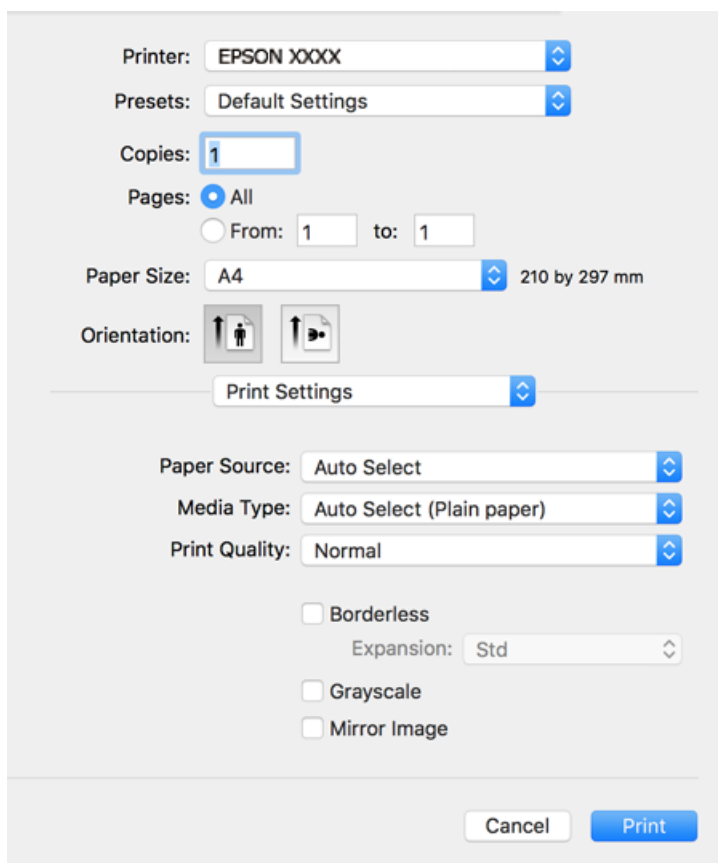 Printer: EPSON XXXX
Presets: Default Settings
Copies: 1
Pages: All
From: 1 to: 1
Paper Size: A4 210 by 297 mm
Orientation:
Print Settings
Paper Source: Auto Select
Media Type: Auto Select (Plain paper)
Print Quality: Normal
Borderless
Expansion: Std
Grayscale
Mirror Image
Cancel Print